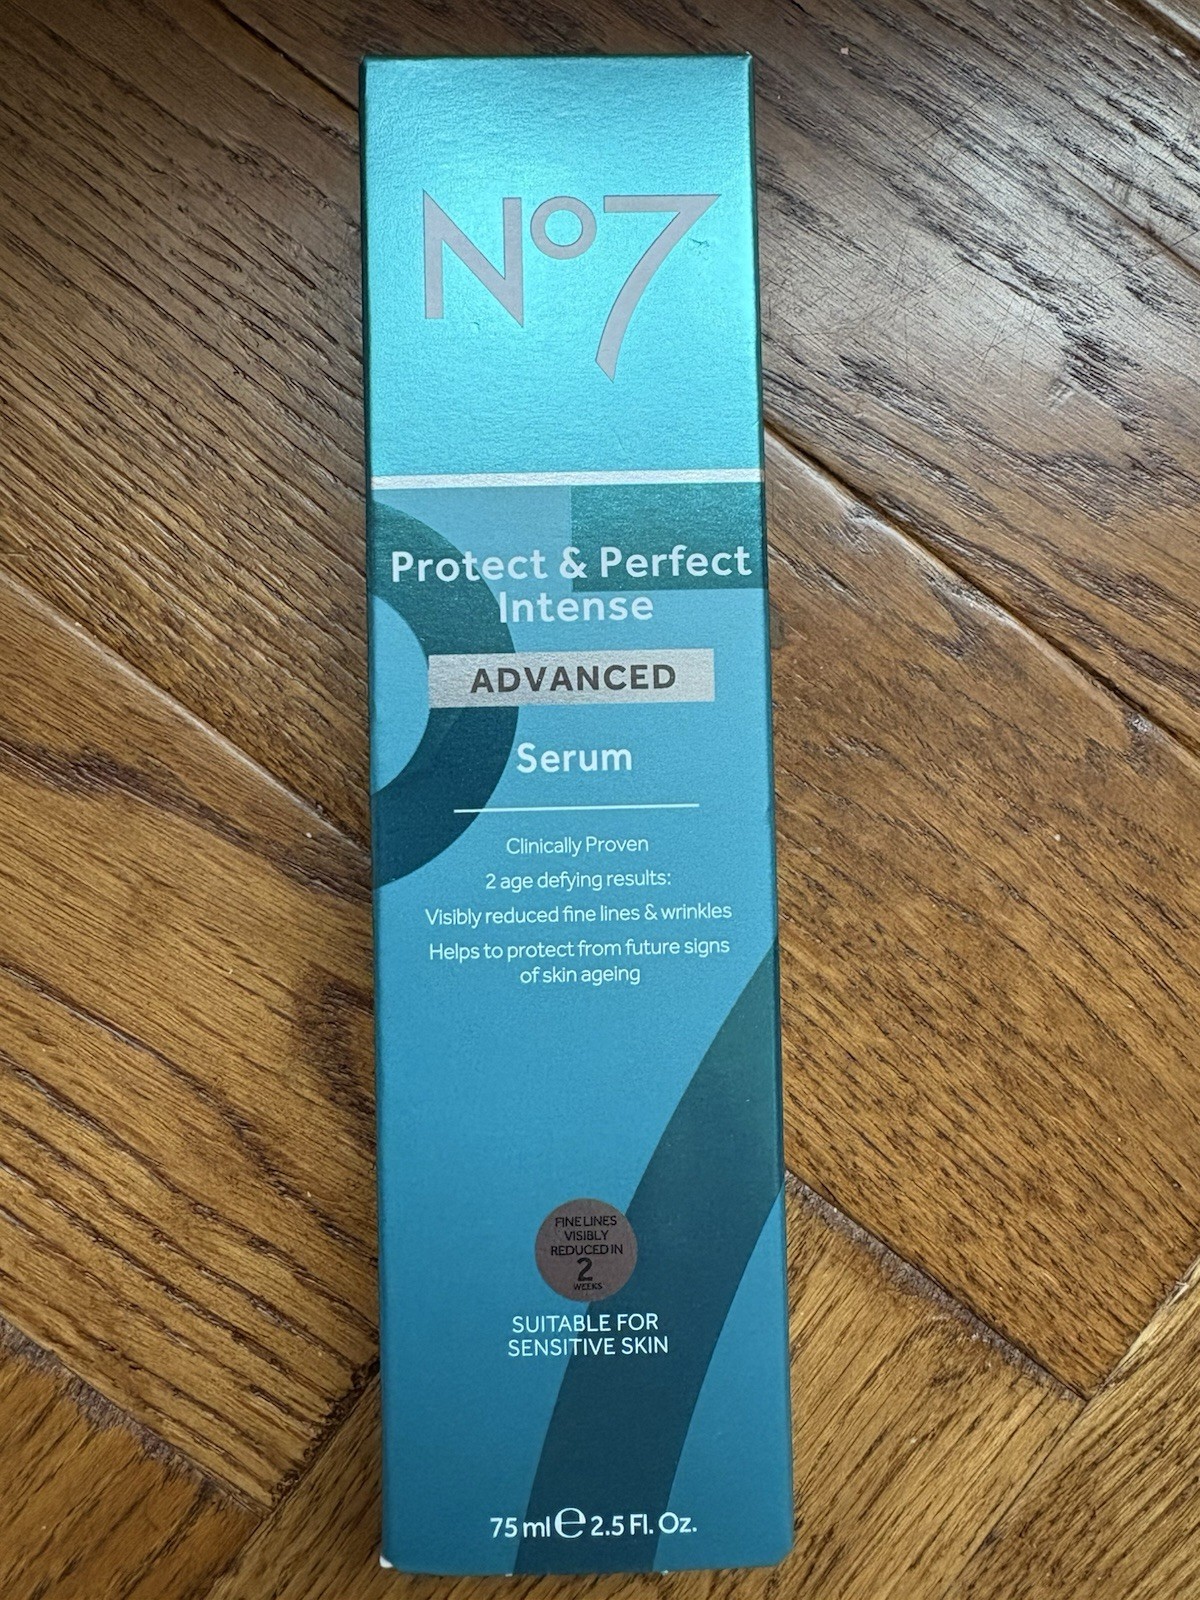 No7
Protect & Perfect
Intense
ADVANCED
Serum
Clinically Proven
2 age defying results:
Visibly reduced fine lines & wrinkles
Helps to protect from future signs
of skin ageing
FINE LINES
VISIBLY
REDUCED IN
2
WEEKS
SUITABLE FOR
SENSITIVE SKIN
75 ml ℮ 2.5 Fl. Oz.